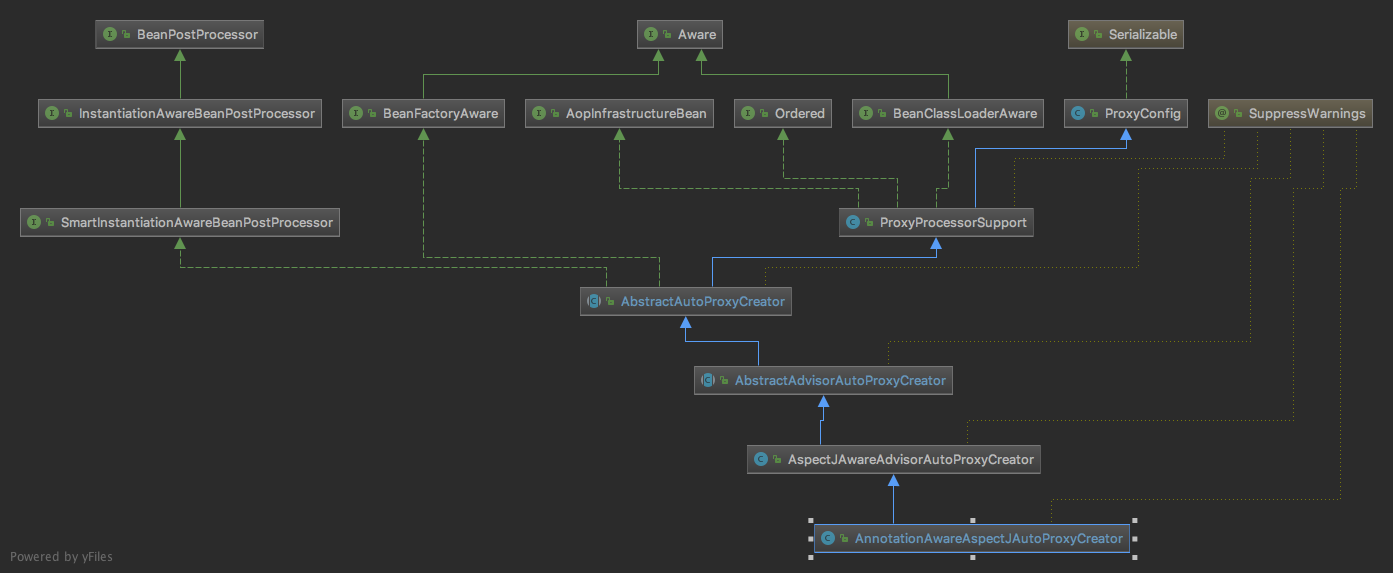 BeanPostProcessor
Aware
Serializable
InstantiationAwareBeanPostProcessor
BeanFactoryAware
AopInfrastructureBean
Ordered
BeanClassLoaderAware
ProxyConfig
SuppressWarnings
SmartInstantiationAwareBeanPostProcessor
ProxyProcessorSupport
AbstractAutoProxyCreator
AbstractAdvisorAutoProxyCreator
AspectJAwareAdvisorAutoProxyCreator
AnnotationAwareAspectJAutoProxyCreator
Powered by yFiles